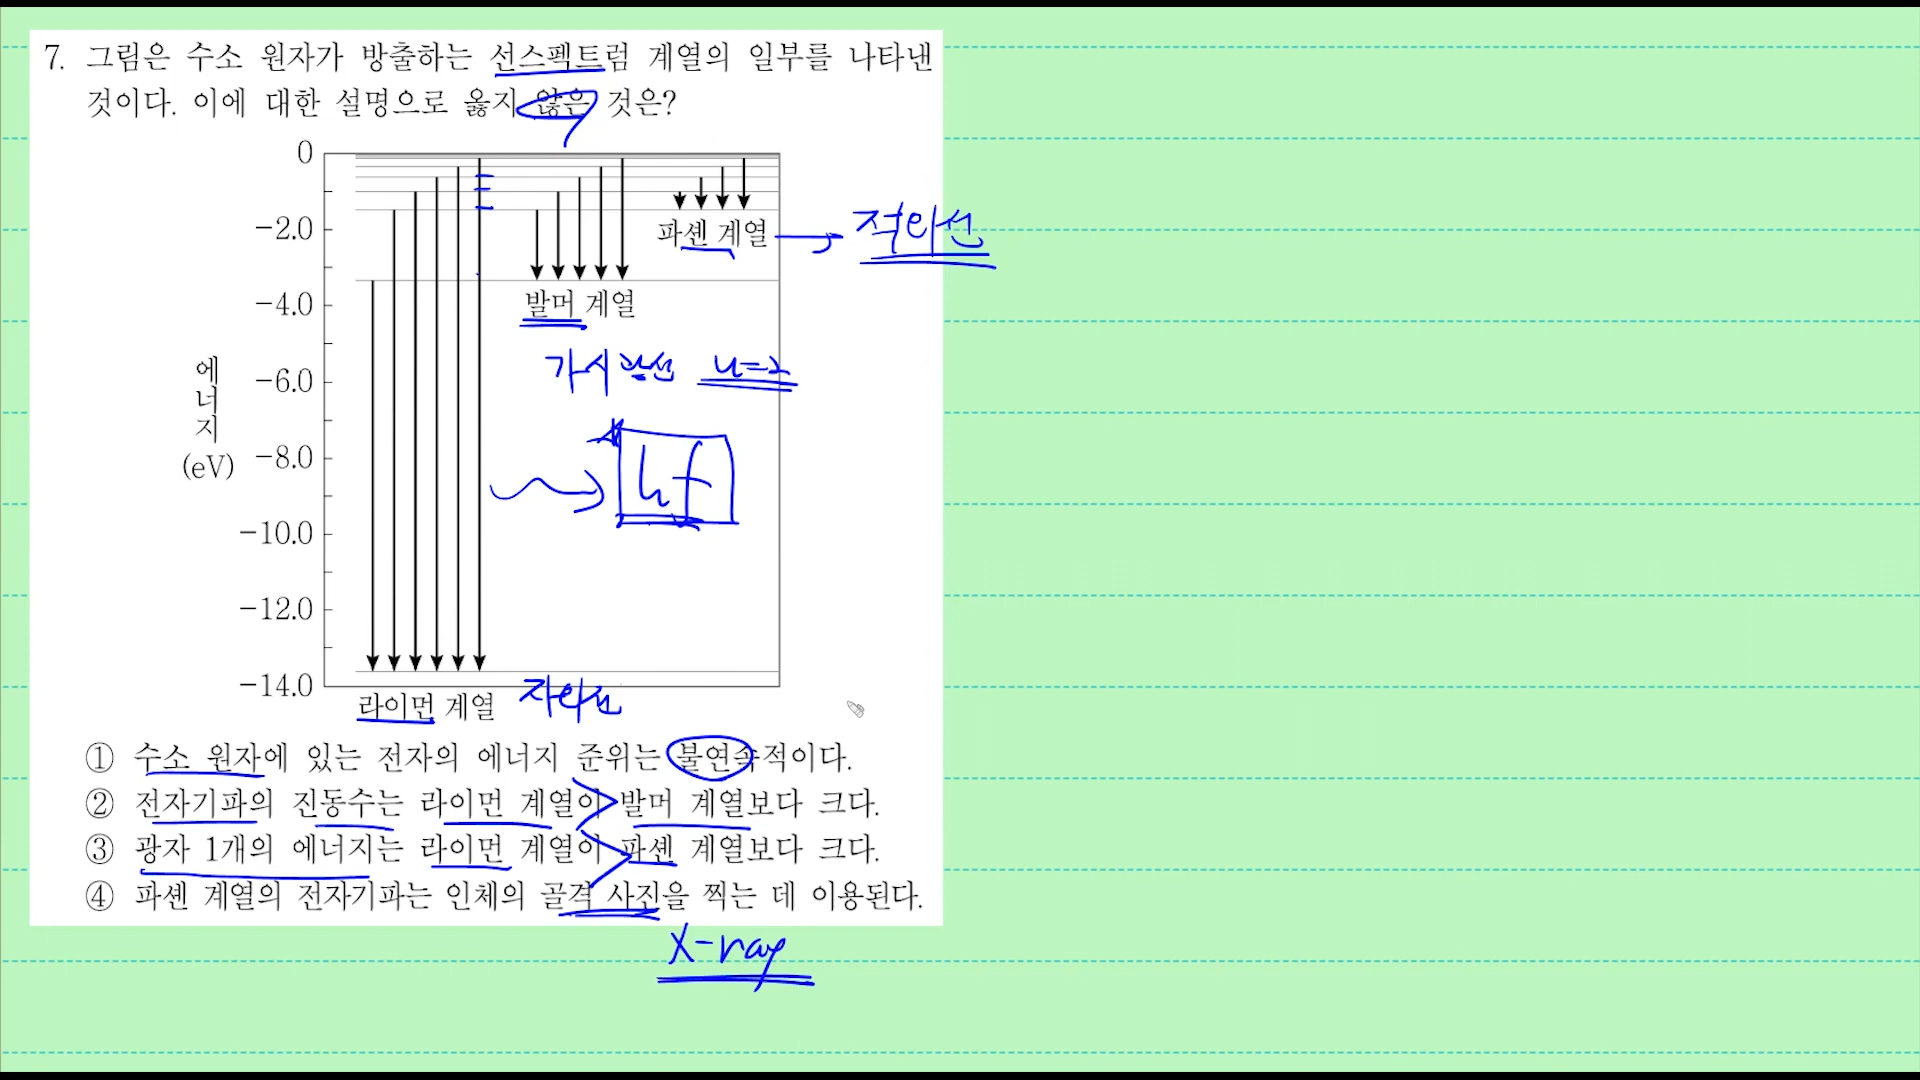 7. 그림은 수소 원자가 방출하는 선스펙트럼 계열의 일부를 나타낸
것이다. 이에 대한 설명으로 옳지 않은 것은?
0
-2.0
-4.0
-6.0
-8.0
-10.0
-12.0
-14.0
에너지
(eV)
파셴 계열
적외선
발머 계열
가시광선 n=2
hf
라이먼 계열
자외선
① 수소 원자에 있는 전자의 에너지 준위는 불연속적이다.
② 전자기파의 진동수는 라이먼 계열이 발머 계열보다 크다.
③ 광자 1개의 에너지는 라이먼 계열이 파셴 계열보다 크다.
④ 파셴 계열의 전자기파는 인체의 골격 사진을 찍는 데 이용된다.
X-ray